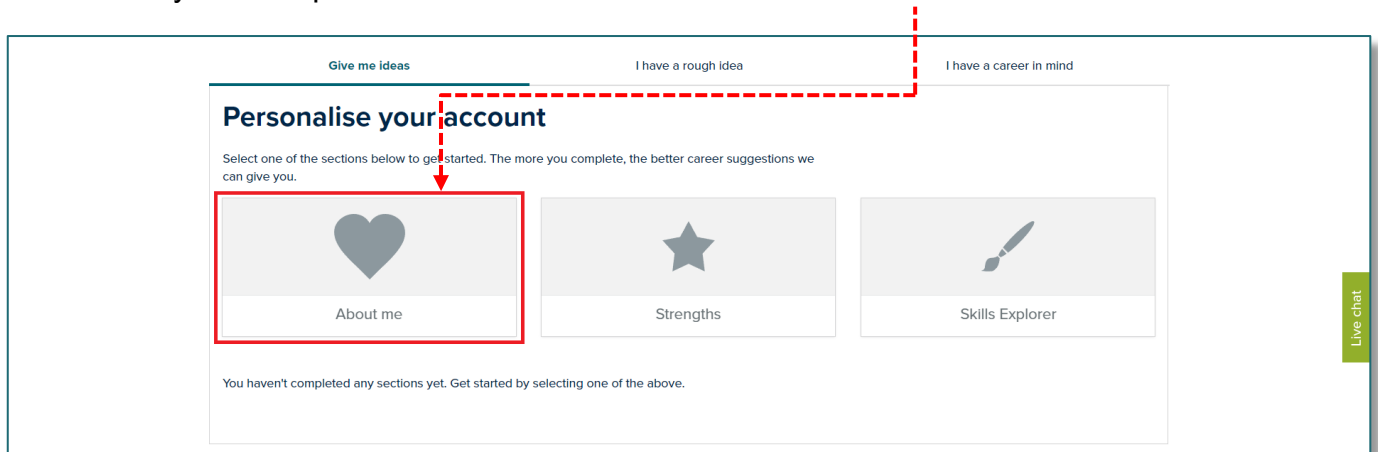 Give me ideas I have a rough idea I have a career in mind
Personalise your account
Select one of the sections below to get started. The more you complete, the better career suggestions we
can give you.
About me Strengths Skills Explorer
Live chat
You haven't completed any sections yet. Get started by selecting one of the above.